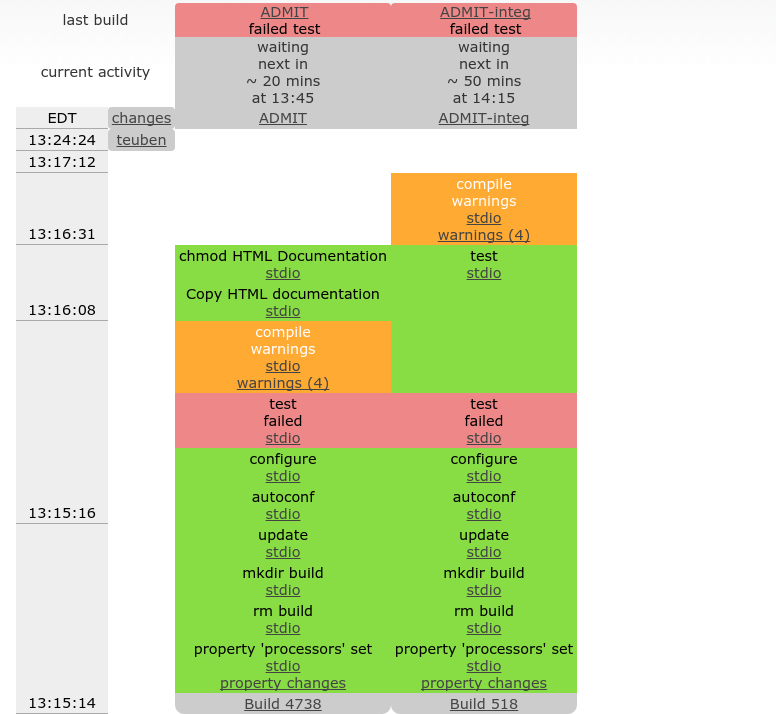 last build
ADMIT
failed test
ADMIT-integ
failed test
current activity
waiting
next in
~ 20 mins
at 13:45
waiting
next in
~ 50 mins
at 14:15
EDT
changes
ADMIT
ADMIT-integ
13:24:24
teuben
13:17:12
13:16:31
compile
warnings
stdio
warnings (4)
13:16:08
chmod HTML Documentation
stdio
Copy HTML documentation
stdio
test
stdio
13:15:16
compile
warnings
stdio
warnings (4)
test
failed
stdio
configure
stdio
autoconf
stdio
test
failed
stdio
configure
stdio
autoconf
stdio
13:15:14
update
stdio
mkdir build
stdio
rm build
stdio
property 'processors' set
stdio
property changes
Build 4738
update
stdio
mkdir build
stdio
rm build
stdio
property 'processors' set
stdio
property changes
Build 518